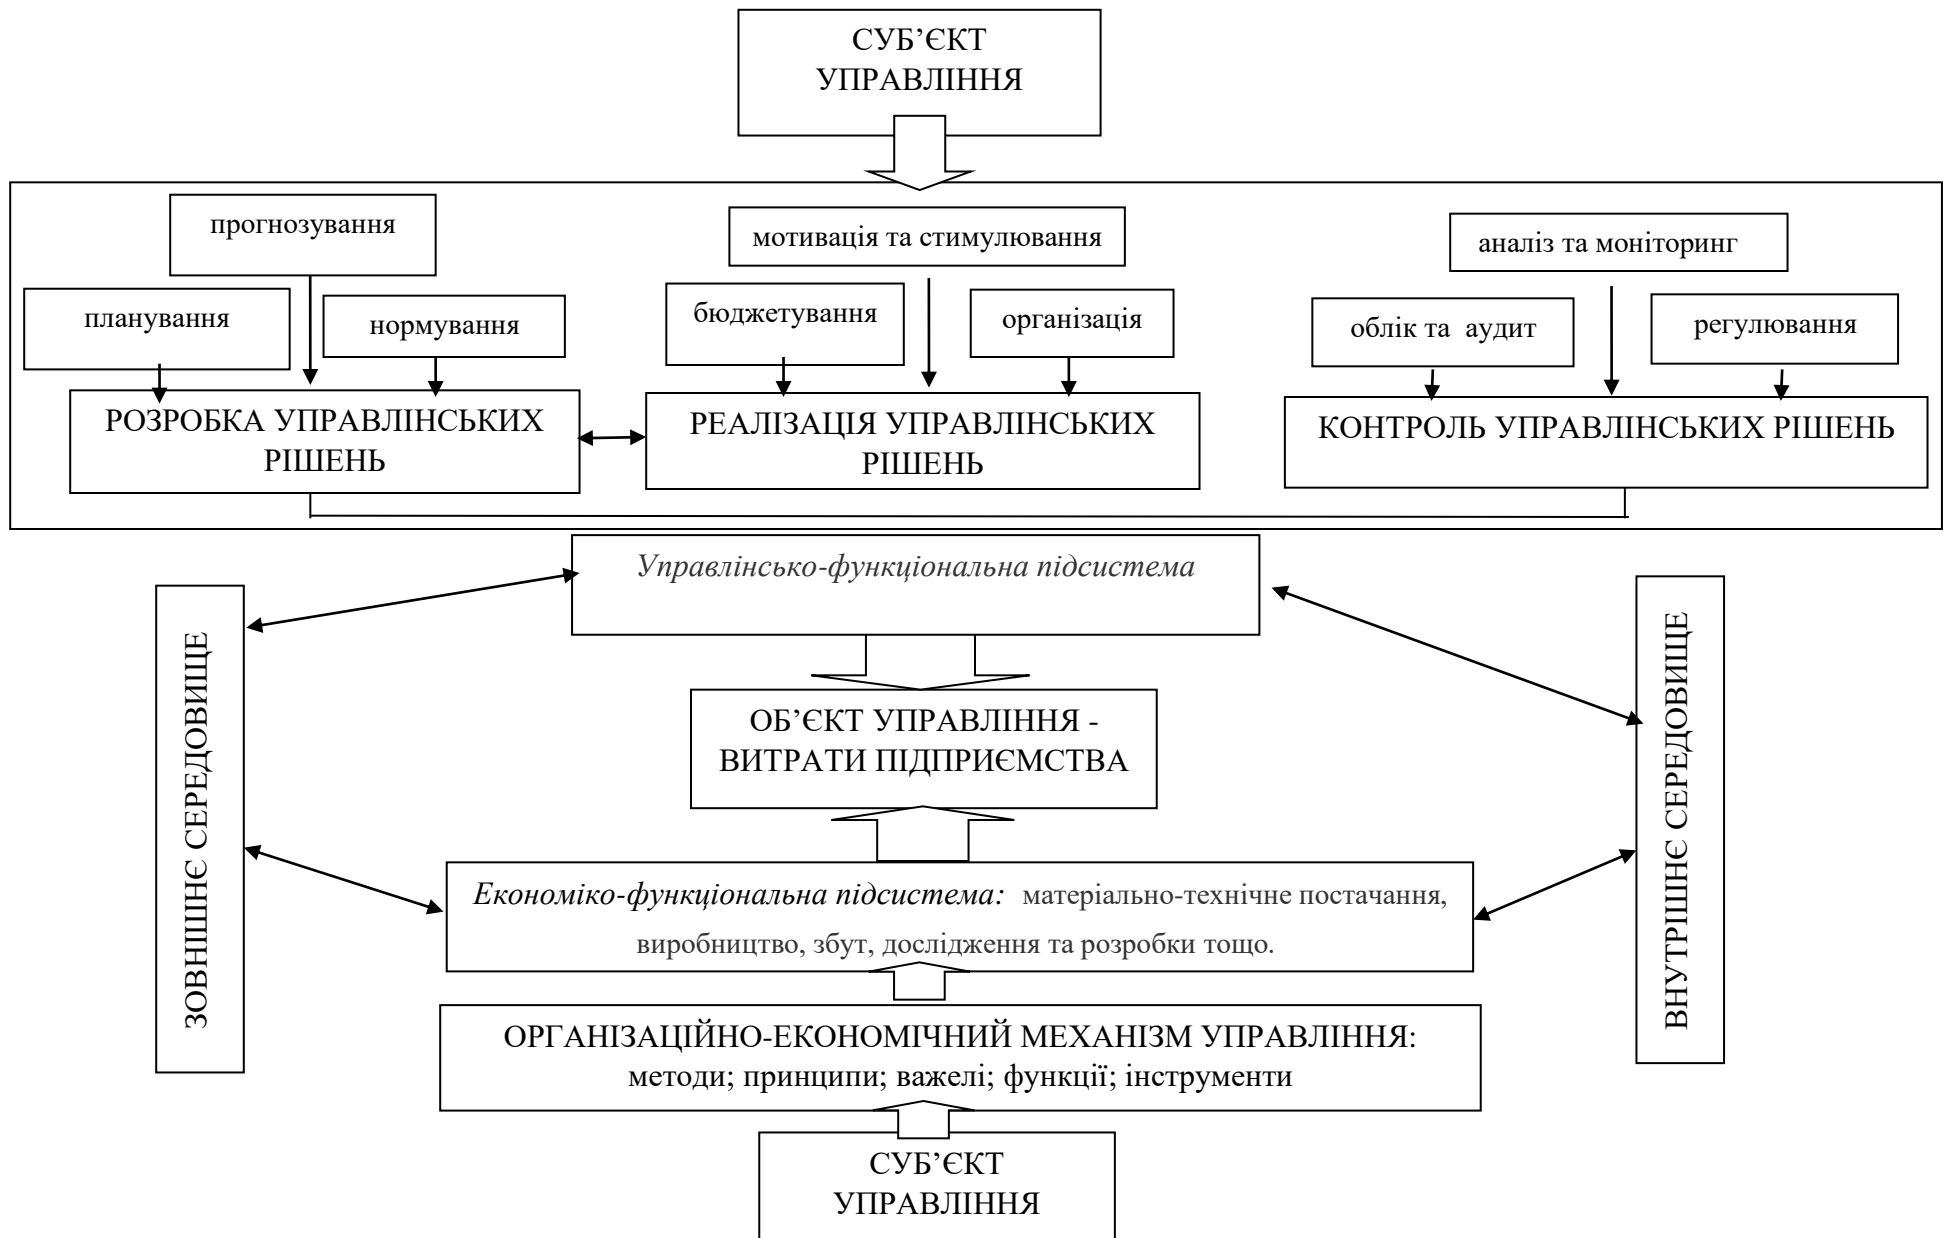 СУБ’ЄКТ
УПРАВЛІННЯ
прогнозування
мотивація та стимулювання
аналіз та моніторинг
планування
нормування
бюджетування
організація
облік та  аудит
регулювання
РОЗРОБКА УПРАВЛІНСЬКИХ
РІШЕНЬ
РЕАЛІЗАЦІЯ УПРАВЛІНСЬКИХ
РІШЕНЬ
КОНТРОЛЬ УПРАВЛІНСЬКИХ РІШЕНЬ
Управлінсько-функціональна підсистема
ЗОВНІШНЄ СЕРЕДОВИЩЕ
ВНУТРІШНЄ СЕРЕДОВИЩЕ
ОБ’ЄКТ УПРАВЛІННЯ -
ВИТРАТИ ПІДПРИЄМСТВА
Економіко-функціональна підсистема:  матеріально-технічне постачання,
виробництво, збут, дослідження та розробки тощо.
ОРГАНІЗАЦІЙНО-ЕКОНОМІЧНИЙ МЕХАНІЗМ УПРАВЛІННЯ:
методи; принципи; важелі; функції; інструменти
СУБ’ЄКТ
УПРАВЛІННЯ